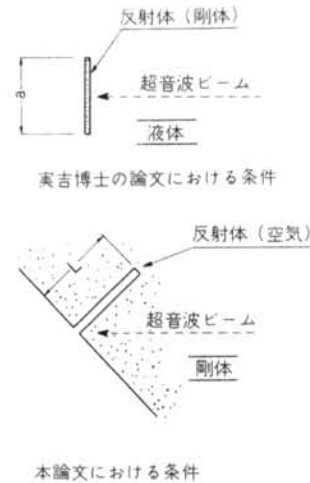 反射体（剛体）
a
超音波ビーム
液体
実吉博士の論文における条件
反射体（空気）
L
超音波ビーム
剛体
本論文における条件